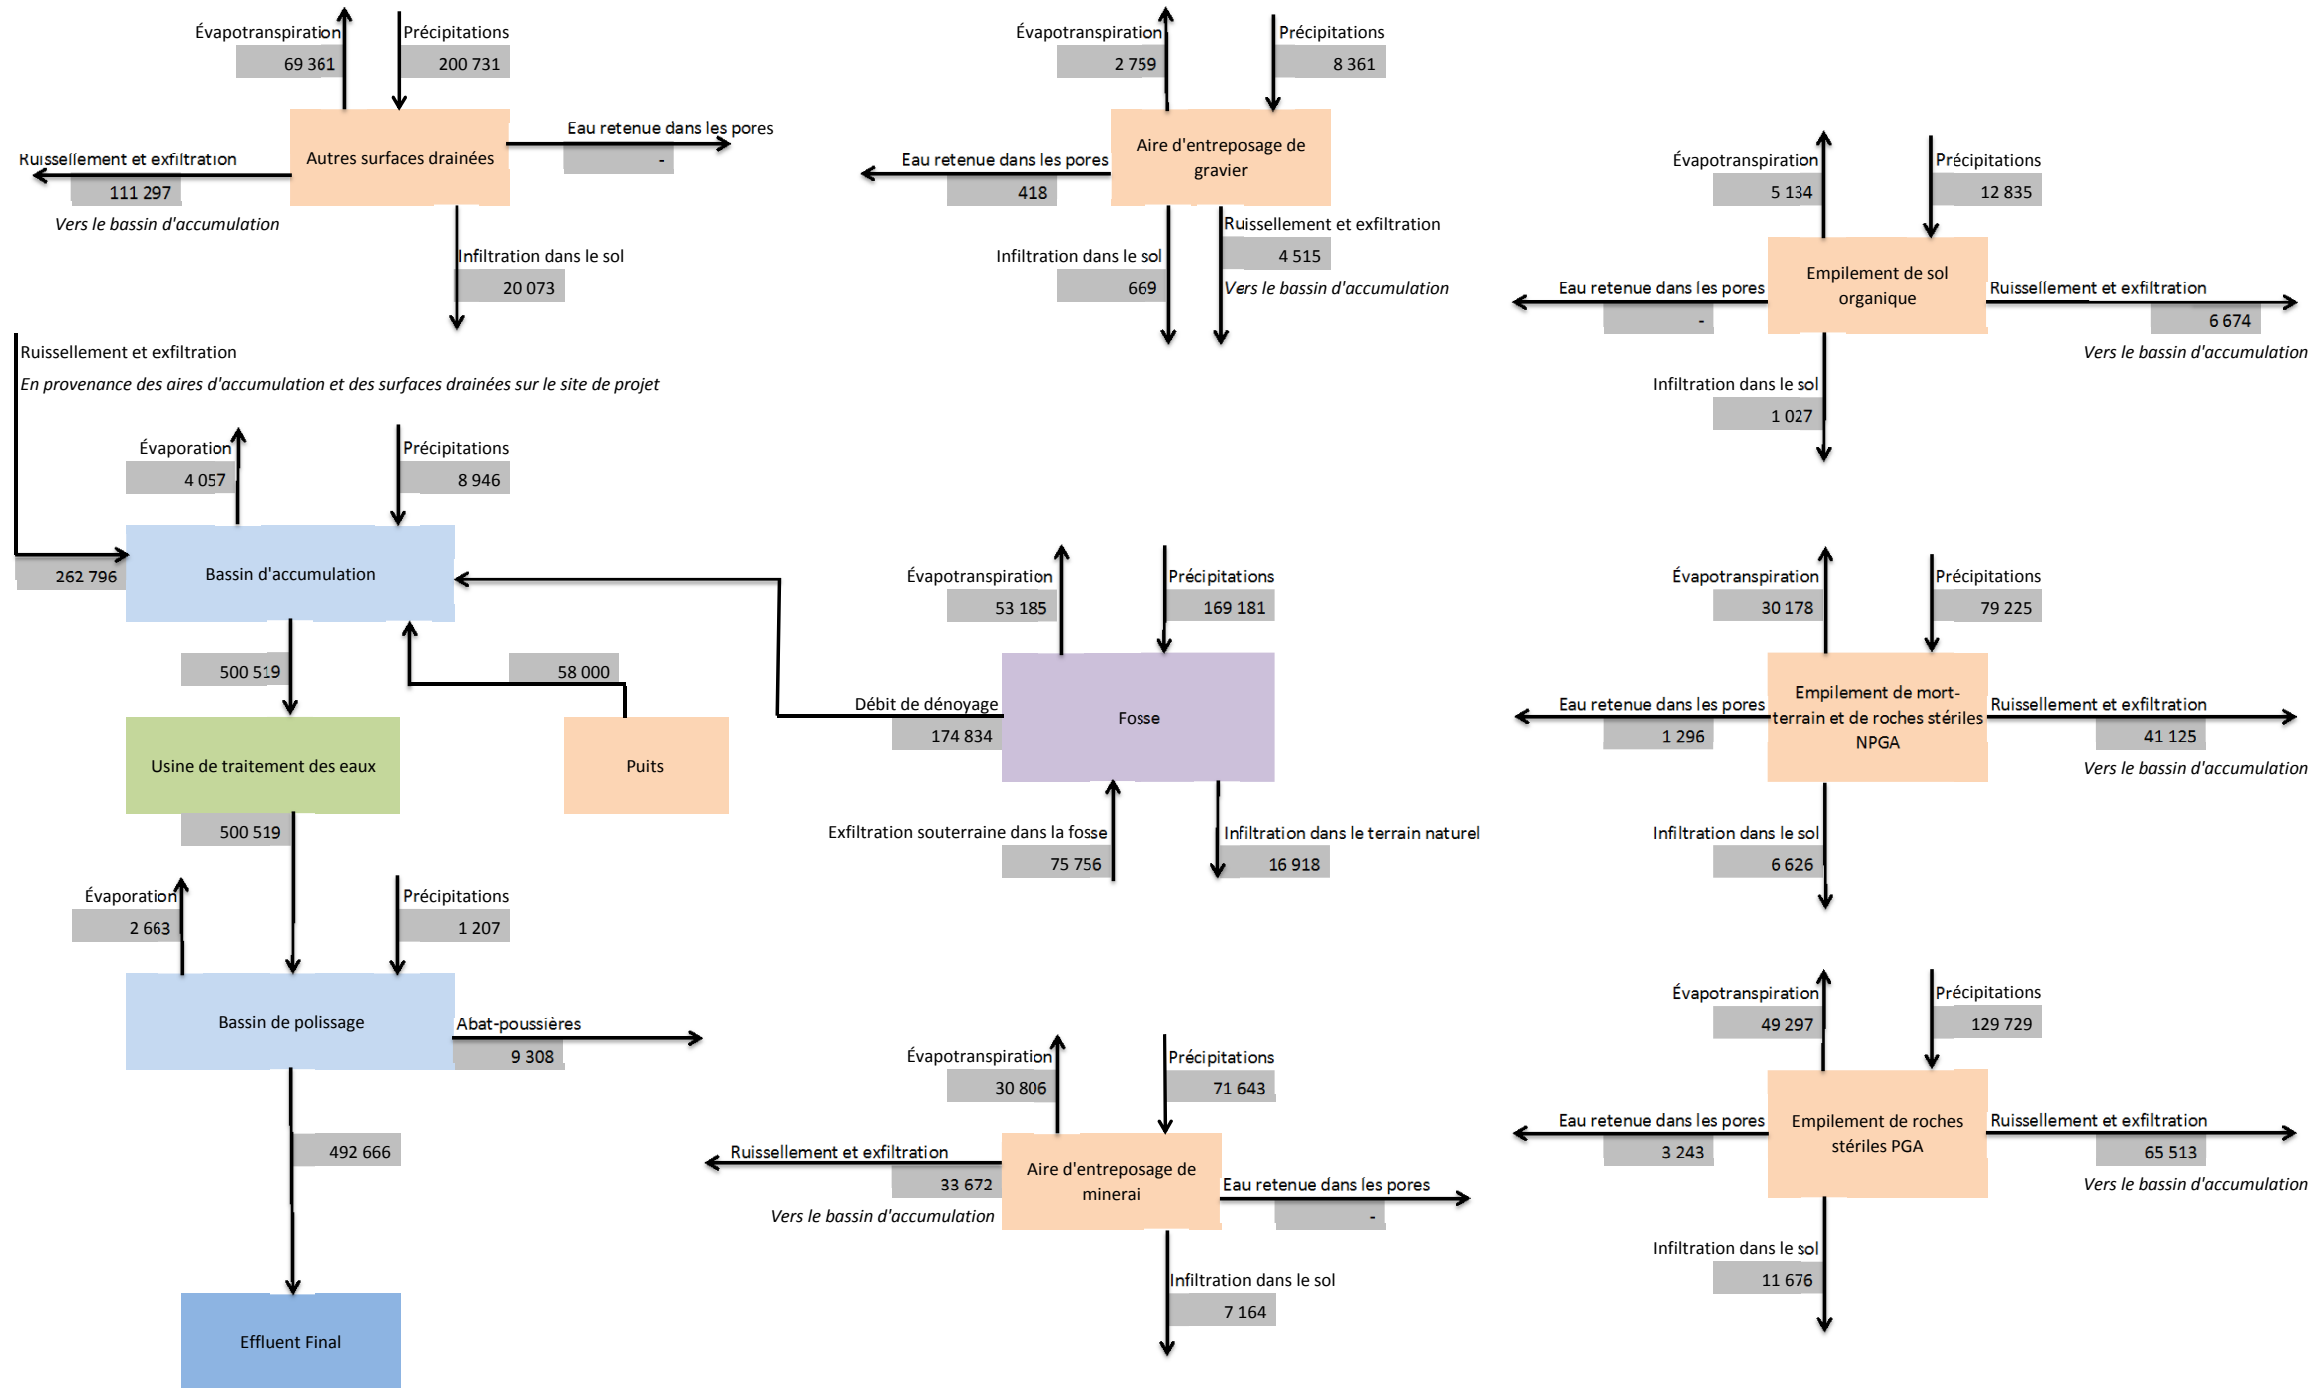 Évapotranspiration
69 361
Précipitations
200 731
Autres surfaces drainées
Eau retenue dans les pores
-
Ruissellement et exfiltration
111 297
Vers le bassin d'accumulation
Infiltration dans le sol
20 073
Évapotranspiration
2 759
Précipitations
8 361
Aire d'entreposage de
gravier
Eau retenue dans les pores
418
Ruissellement et exfiltration
4 515
Vers le bassin d'accumulation
Infiltration dans le sol
669
Évapotranspiration
5 134
Précipitations
12 835
Empilement de sol
organique
Eau retenue dans les pores
-
Ruissellement et exfiltration
6 674
Vers le bassin d'accumulation
Infiltration dans le sol
1 027
Ruissellement et exfiltration
En provenance des aires d'accumulation et des surfaces drainées sur le site de projet
Évaporation
4 057
Précipitations
8 946
262 796
Bassin d'accumulation
500 519
58 000
Usine de traitement des eaux
Puits
500 519
Évaporation
2 663
Précipitations
1 207
Bassin de polissage
Abat-poussières
9 308
492 666
Effluent Final
Évapotranspiration
53 185
Précipitations
169 181
Débit de dénoyage
174 834
Fosse
Exfiltration souterraine dans la fosse
75 756
Infiltration dans le terrain naturel
16 918
Évapotranspiration
30 806
Précipitations
71 643
Ruissellement et exfiltration
33 672
Vers le bassin d'accumulation
Aire d'entreposage de
minerai
Eau retenue dans les pores
-
Infiltration dans le sol
7 164
Évapotranspiration
30 178
Précipitations
79 225
Eau retenue dans les pores
1 296
Empilement de mort-
terrain et de roches stériles
NPGA
Ruissellement et exfiltration
41 125
Vers le bassin d'accumulation
Infiltration dans le sol
6 626
Évapotranspiration
49 297
Précipitations
129 729
Eau retenue dans les pores
3 243
Empilement de roches
stériles PGA
Ruissellement et exfiltration
65 513
Vers le bassin d'accumulation
Infiltration dans le sol
11 676